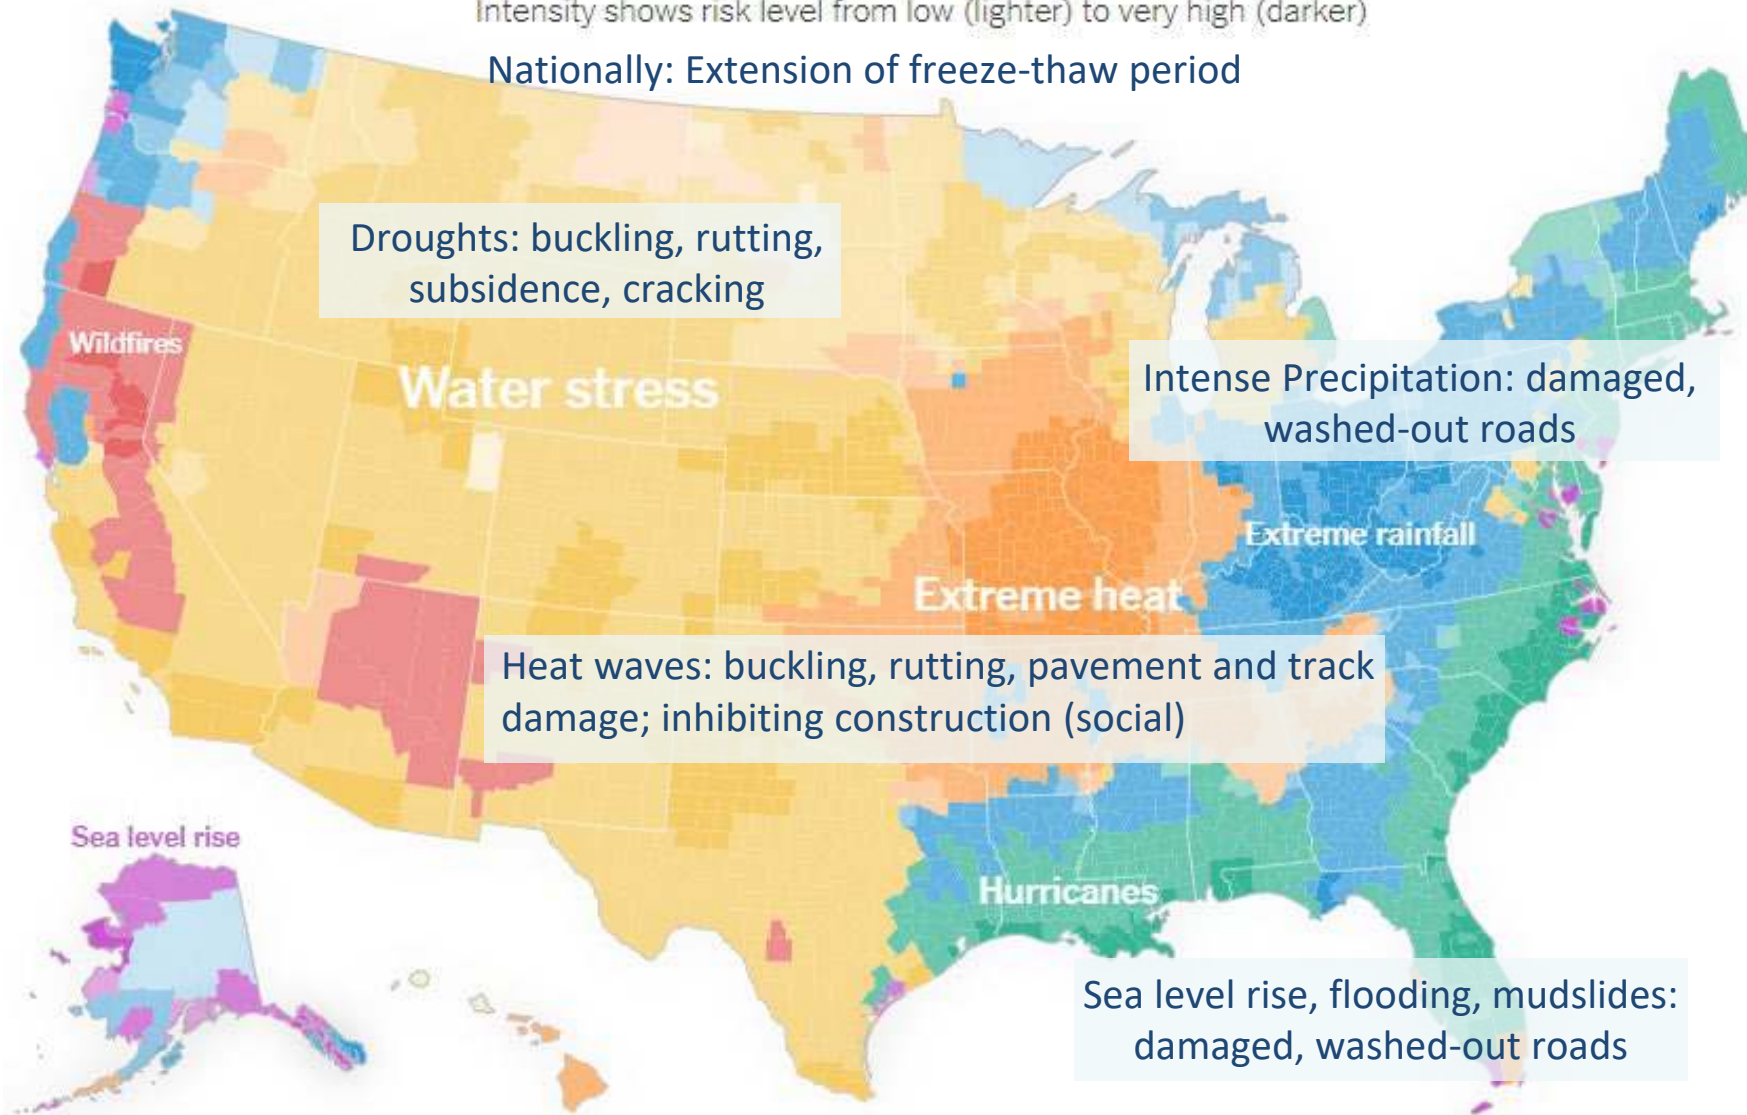 Intensity shows risk level from low (lighter) to very high (darker)
Nationally: Extension of freeze-thaw period
Droughts: buckling, rutting,
subsidence, cracking
Wildfires
Water stress
Intense Precipitation: damaged,
washed-out roads
Extreme rainfall
Extreme heat
Heat waves: buckling, rutting, pavement and track
damage; inhibiting construction (social)
Sea level rise
Hurricanes
Sea level rise, flooding, mudslides:
damaged, washed-out roads